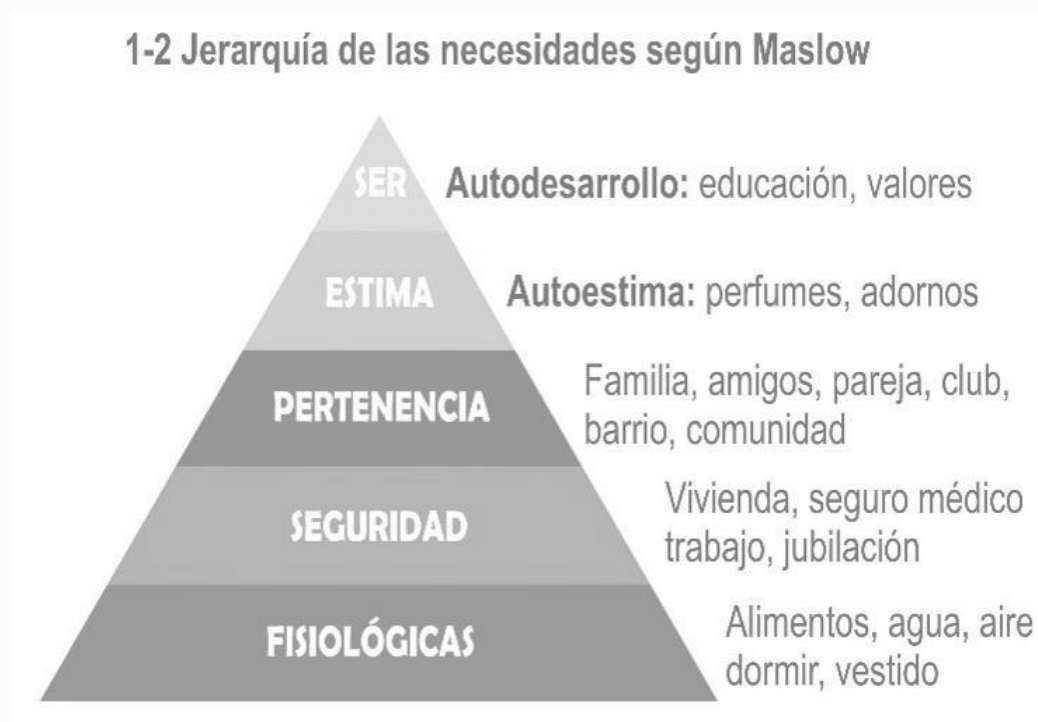 1-2 Jerarquía de las necesidades según Maslow
SER
Autodesarrollo: educación, valores
ESTIMA
Autoestima: perfumes, adornos
PERTENENCIA
Familia, amigos, pareja, club,
barrio, comunidad
SEGURIDAD
Vivienda, seguro médico
trabajo, jubilación
FISIOLÓGICAS
Alimentos, agua, aire
dormir, vestido